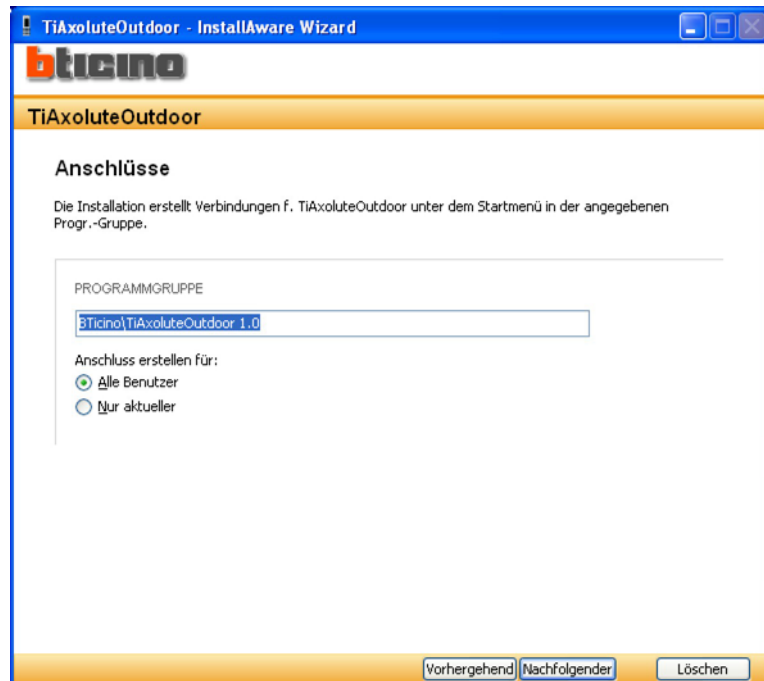 TiAxoluteOutdoor - InstallAware Wizard
bticino
TiAxoluteOutdoor
Anschlüsse
Die Installation erstellt Verbindungen f. TiAxoluteOutdoor unter dem Startmenü in der angegebenen
Progr.-Gruppe.
PROGRAMMGRUPPE
BTicino\TiAxoluteOutdoor 1.0
Anschluss erstellen für:
Alle Benutzer
Nur aktueller
Vorhergehend Nachfolgender Löschen